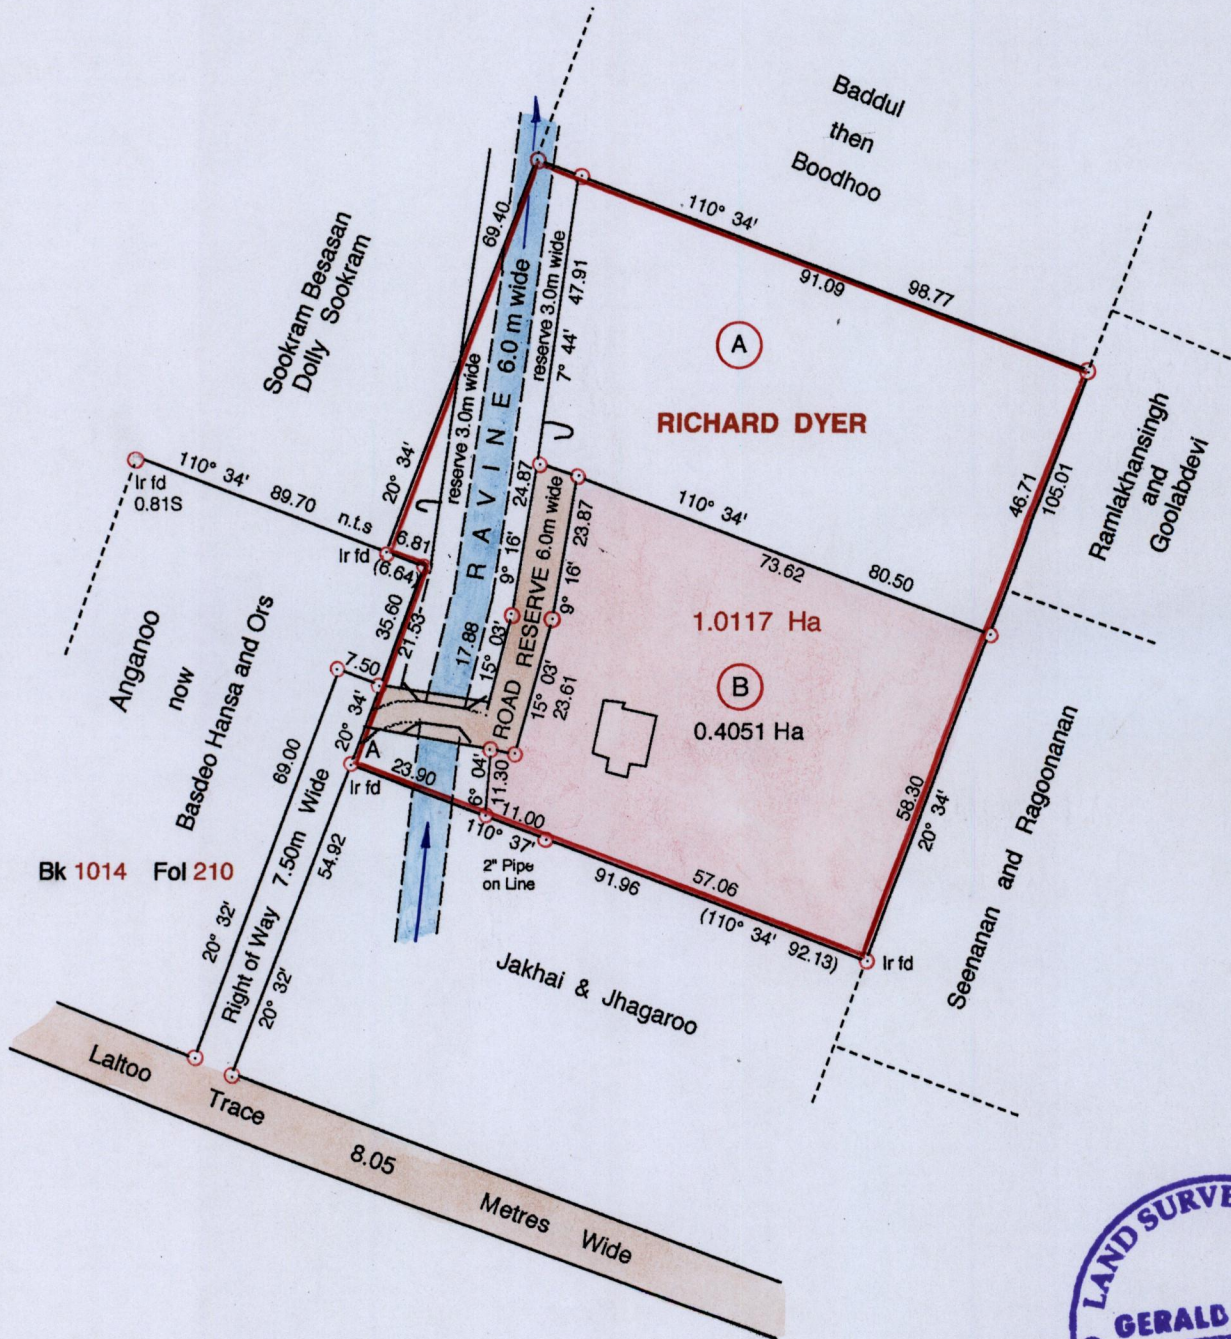 Baddul
then
Boodhoo
110° 34'
91.09
98.77
69.40
Sookram Besasan
Dolly Sookram
RAVINE 6.0 m wide
reserve 3.0m wide
reserve 3.0m wide
7° 44'
47.91
A
RICHARD DYER
46.71
105.01
Ramlakhansingh
and
Goolabdevi
20° 34'
110° 34'
89.70
n.t.s
Ir fd
0.81S
Ir fd
6.81
(6.64)
24.87
9° 16'
23.87
9° 16'
ROAD RESERVE 6.0m wide
110° 34'
73.62
80.50
1.0117 Ha
B
0.4051 Ha
35.60
21.53
17.88
15° 03'
15° 03'
23.61
Anganoo
now
Basdeo Hansa and Ors
7.50
20° 34'
A
Ir fd
23.90
6° 04'
11.30
11.00
110° 37'
2" Pipe
on Line
91.96
57.06
(110° 34' 92.13)
Ir fd
58.30
20° 34'
Seenanan and Ragoonanan
69.00
54.92
Right of Way 7.50m Wide
20° 32'
20° 32'
Bk 1014 Fol 210
Jakhai & Jhagaroo
Laltoo Trace 8.05 Metres Wide
LAND SURVE
GERALD